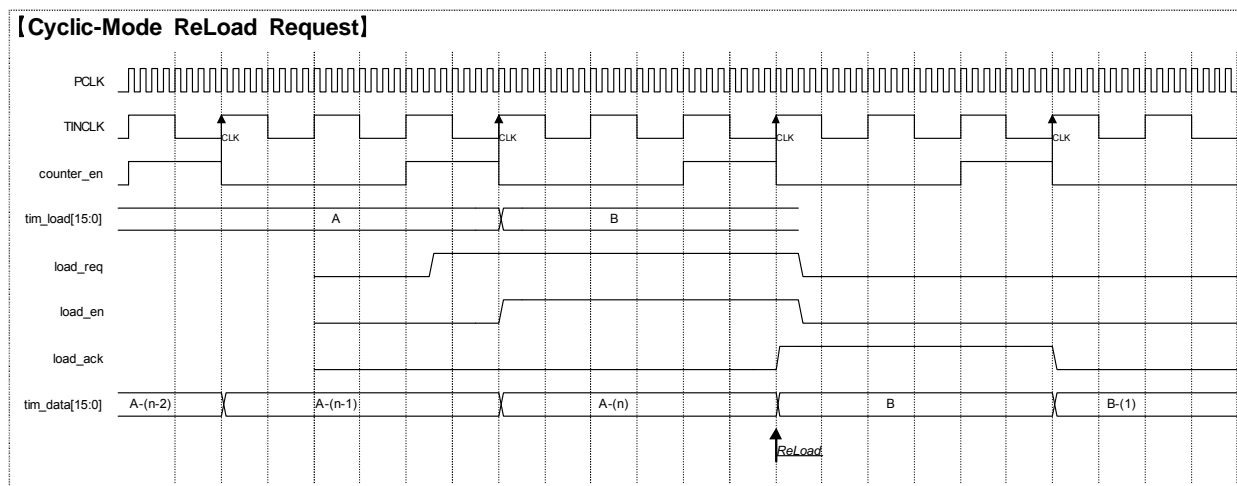 【Cyclic-Mode ReLoad Request】
PCLK
TINCLK
CLK CLK CLK CLK
counter_en
tim_load[15:0] A B
load_req
load_en
load_ack
tim_data[15:0] A-(n-2) A-(n-1) A-(n) B B-(1)
ReLoad